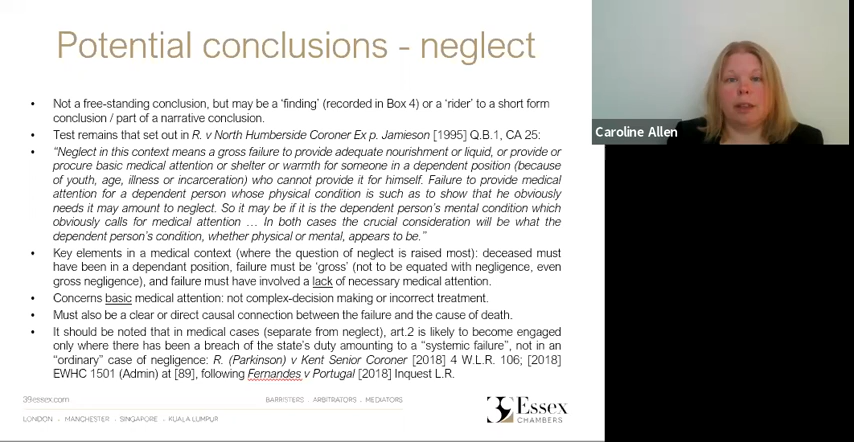 Potential conclusions - neglect
• Not a free-standing conclusion, but may be a ‘finding’ (recorded in Box 4) or a ‘rider’ to a short form
conclusion / part of a narrative conclusion.
• Test remains that set out in R. v North Humberside Coroner Ex p. Jamieson [1995] Q.B.1, CA 25:
• “Neglect in this context means a gross failure to provide adequate nourishment or liquid, or provide or
procure basic medical attention or shelter or warmth for someone in a dependent position (because
of youth, age, illness or incarceration) who cannot provide it for himself. Failure to provide medical
attention for a dependent person whose physical condition is such as to show that he obviously
needs it may amount to neglect. So it may be if it is the dependent person’s mental condition which
obviously calls for medical attention … In both cases the crucial consideration will be what the
dependent person’s condition, whether physical or mental, appears to be.”
• Key elements in a medical context (where the question of neglect is raised most): deceased must
have been in a dependant position, failure must be ‘gross’ (not to be equated with negligence, even
gross negligence), and failure must have involved a lack of necessary medical attention.
• Concerns basic medical attention: not complex-decision making or incorrect treatment.
• Must also be a clear or direct causal connection between the failure and the cause of death.
• It should be noted that in medical cases (separate from neglect), art.2 is likely to become engaged
only where there has been a breach of the state’s duty amounting to a “systemic failure”, not in an
“ordinary” case of negligence: R. (Parkinson) v Kent Senior Coroner [2018] 4 W.L.R. 106; [2018]
EWHC 1501 (Admin) at [89], following Fernandes v Portugal [2018] Inquest L.R.
39essex.com
BARRISTERS . ARBITRATORS . MEDIATORS
LONDON . MANCHESTER . SINGAPORE . KUALA LUMPUR
39 Essex
CHAMBERS
Caroline Allen